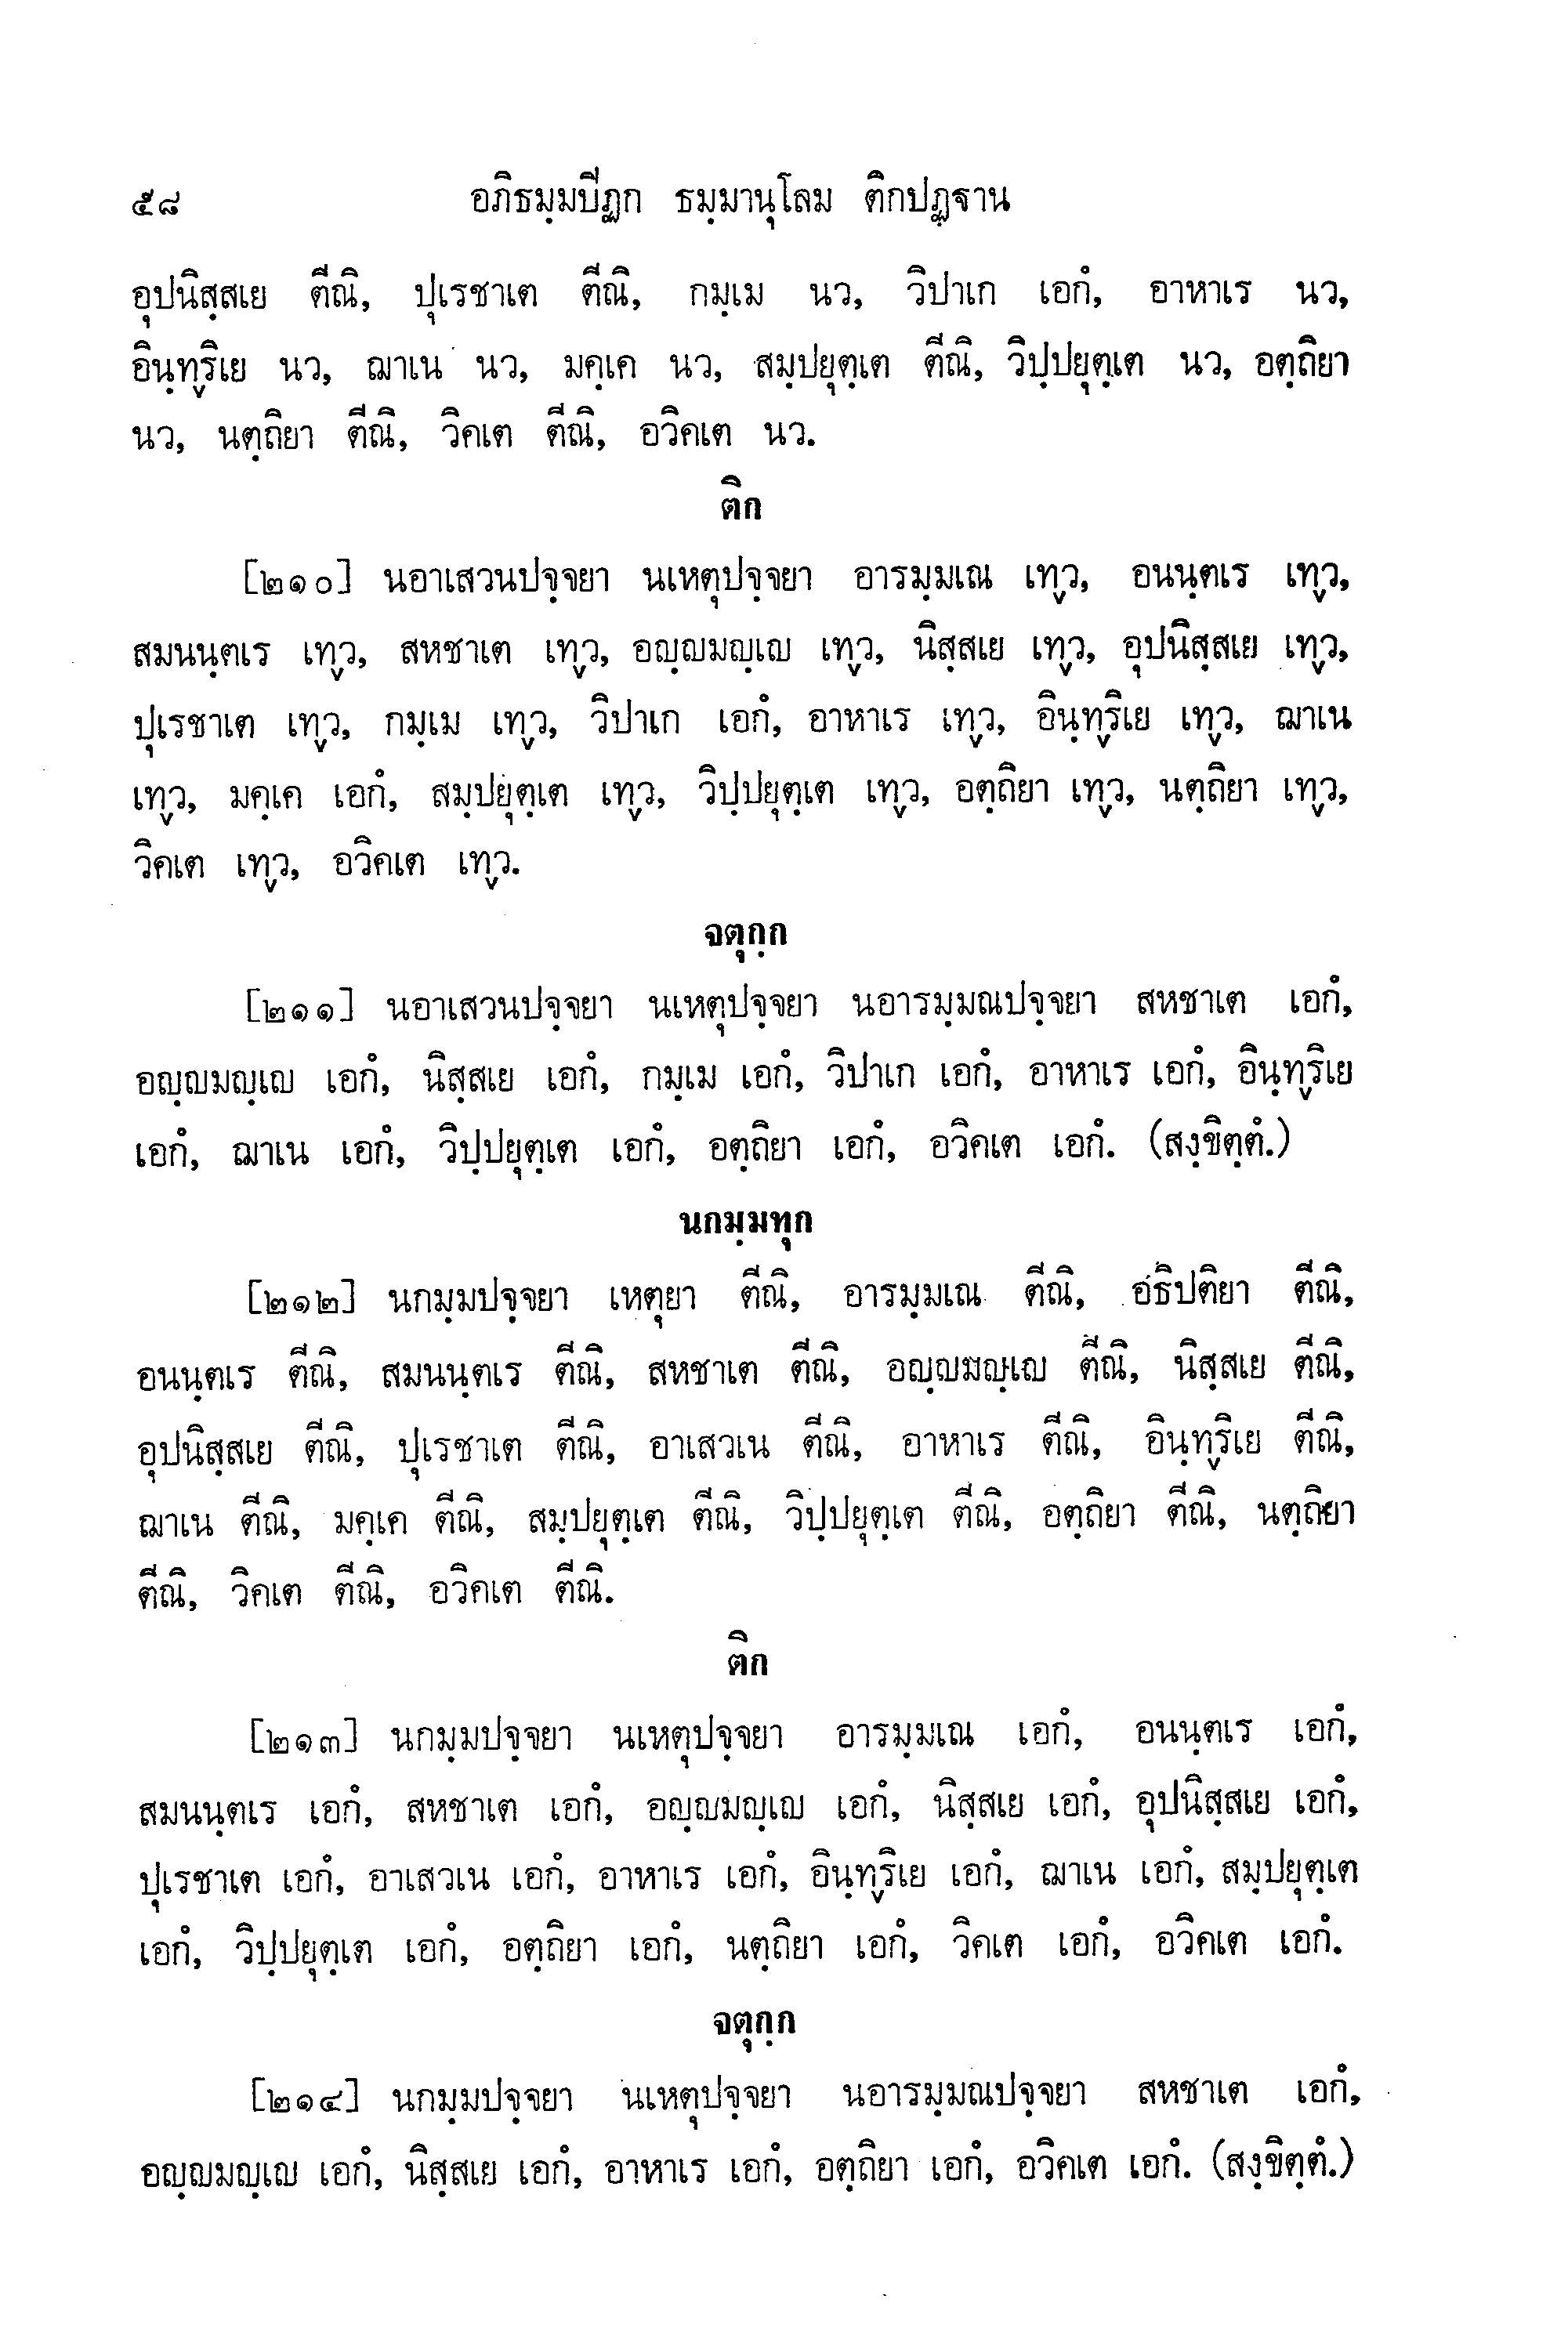 ๕๘ อภิธมฺมปีฏก ธมฺมานุโลม ติกปฏฺฐาน
อุปนิสฺสเย ตีณิ, ปุเรชาเต ตีณิ, กมฺเม นว, วิปาเก เอกํ, อาหาเร นว,
อินฺทฺริเย นว, ฌาเน นว, มคฺเค นว, สมฺปยุตฺเต ตีณิ, วิปฺปยุตฺเต นว, อตฺถิยา
นว, นตฺถิยา ตีณิ, วิคเต ตีณิ, อวิคเต นว.
ติก
[๒๑๐] นอาเสวนปจฺจยา นเหตุปจฺจยา อารมฺมเณ เทฺว, อนนฺตเร เทฺว,
สมนนฺตเร เทฺว, สหชาเต เทฺว, อญฺญมญฺเญ เทฺว, นิสฺสเย เทฺว, อุปนิสฺสเย เทฺว,
ปุเรชาเต เทฺว, กมฺเม เทฺว, วิปาเก เอกํ, อาหาเร เทฺว, อินฺทฺริเย เทฺว, ฌาเน
เทฺว, มคฺเค เอกํ, สมฺปยุตฺเต เทฺว, วิปฺปยุตฺเต เทฺว, อตฺถิยา เทฺว, นตฺถิยา เทฺว,
วิคเต เทฺว, อวิคเต เทฺว.
จตุกฺก
[๒๑๑] นอาเสวนปจฺจยา นเหตุปจฺจยา นอารมฺมณปจฺจยา สหชาเต เอกํ,
อญฺญมญฺเญ เอกํ, นิสฺสเย เอกํ, กมฺเม เอกํ, วิปาเก เอกํ, อาหาเร เอกํ, อินฺทฺริเย
เอกํ, ฌาเน เอกํ, วิปฺปยุตฺเต เอกํ, อตฺถิยา เอกํ, อวิคเต เอกํ. (สงฺขิตฺตํ.)
นกมฺมทุก
[๒๑๒] นกมฺมปจฺจยา เหตุยา ตีณิ, อารมฺมเณ ตีณิ, อธิปติยา ตีณิ,
อนนฺตเร ตีณิ, สมนนฺตเร ตีณิ, สหชาเต ตีณิ, อญฺญมญฺเญ ตีณิ, นิสฺสเย ตีณิ,
อุปนิสฺสเย ตีณิ, ปุเรชาเต ตีณิ, อาเสวเน ตีณิ, อาหาเร ตีณิ, อินฺทฺริเย ตีณิ,
ฌาเน ตีณิ, มคฺเค ตีณิ, สมฺปยุตฺเต ตีณิ, วิปฺปยุตฺเต ตีณิ, อตฺถิยา ตีณิ, นตฺถิยา
ตีณิ, วิคเต ตีณิ, อวิคเต ตีณิ.
ติก
[๒๑๓] นกมฺมปจฺจยา นเหตุปจฺจยา อารมฺมเณ เอกํ, อนนฺตเร เอกํ,
สมนนฺตเร เอกํ, สหชาเต เอกํ, อญฺญมญฺเญ เอกํ, นิสฺสเย เอกํ, อุปนิสฺสเย เอกํ,
ปุเรชาเต เอกํ, อาเสวเน เอกํ, อาหาเร เอกํ, อินฺทฺริเย เอกํ, ฌาเน เอกํ, สมฺปยุตฺเต
เอกํ, วิปฺปยุตฺเต เอกํ, อตฺถิยา เอกํ, นตฺถิยา เอกํ, วิคเต เอกํ, อวิคเต เอกํ.
จตุกฺก
[๒๑๔] นกมฺมปจฺจยา นเหตุปจฺจยา นอารมฺมณปจฺจยา สหชาเต เอกํ,
อญฺญมญฺเญ เอกํ, นิสฺสเย เอกํ, อาหาเร เอกํ, อตฺถิยา เอกํ, อวิคเต เอกํ. (สงฺขิตฺตํ.)